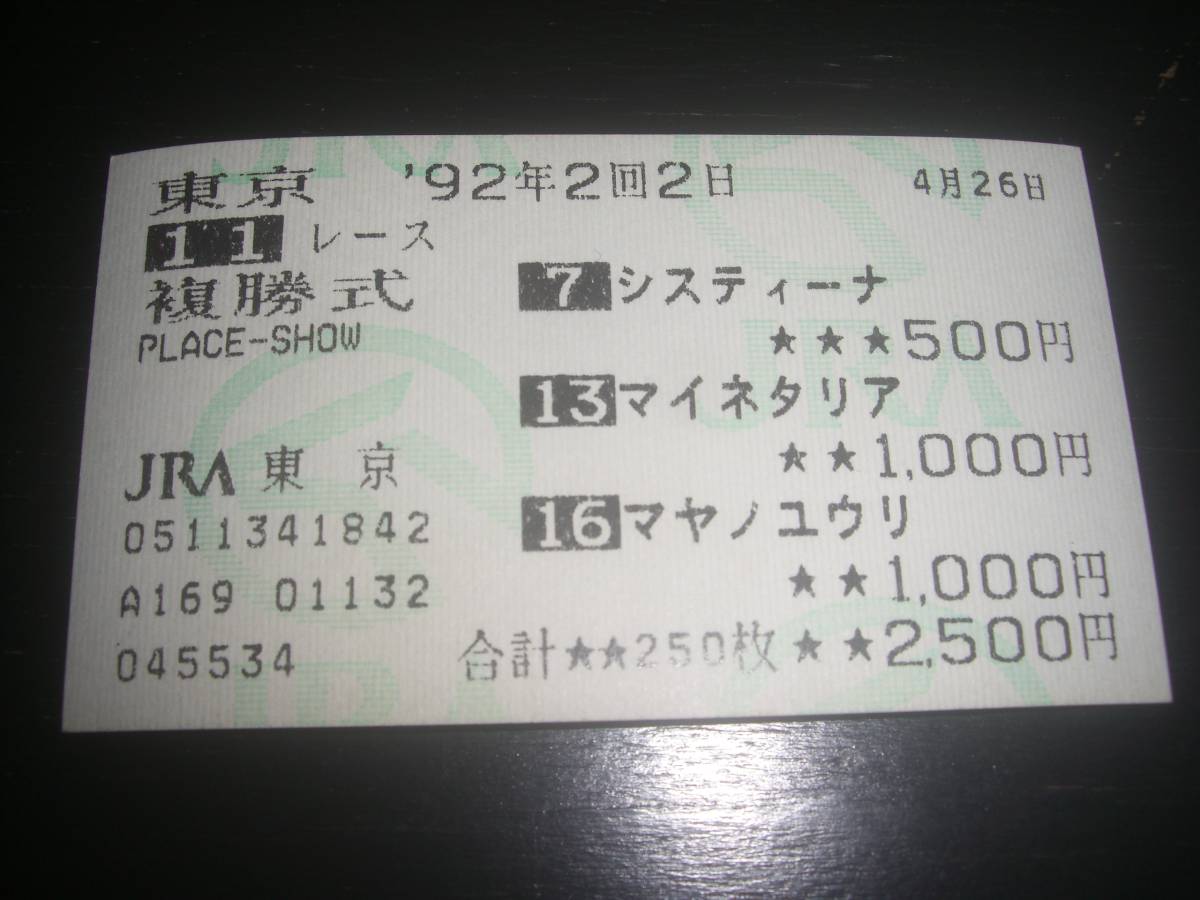 東京 '92年2回2日 4月26日
11 レース
複勝式
PLACE-SHOW
7 システィーナ
★★★500円
13 マイネタリア
★★1,000円
16 マヤノユウリ
★★1,000円
JRA 東京
0511341842
A169 01132
045534
合計★★250枚★★2,500円